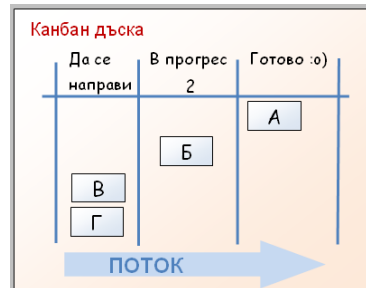 Канбан дъска
Да се направи
В прогрес 2
Готово :о)
А
Б
В
Г
ПОТОК